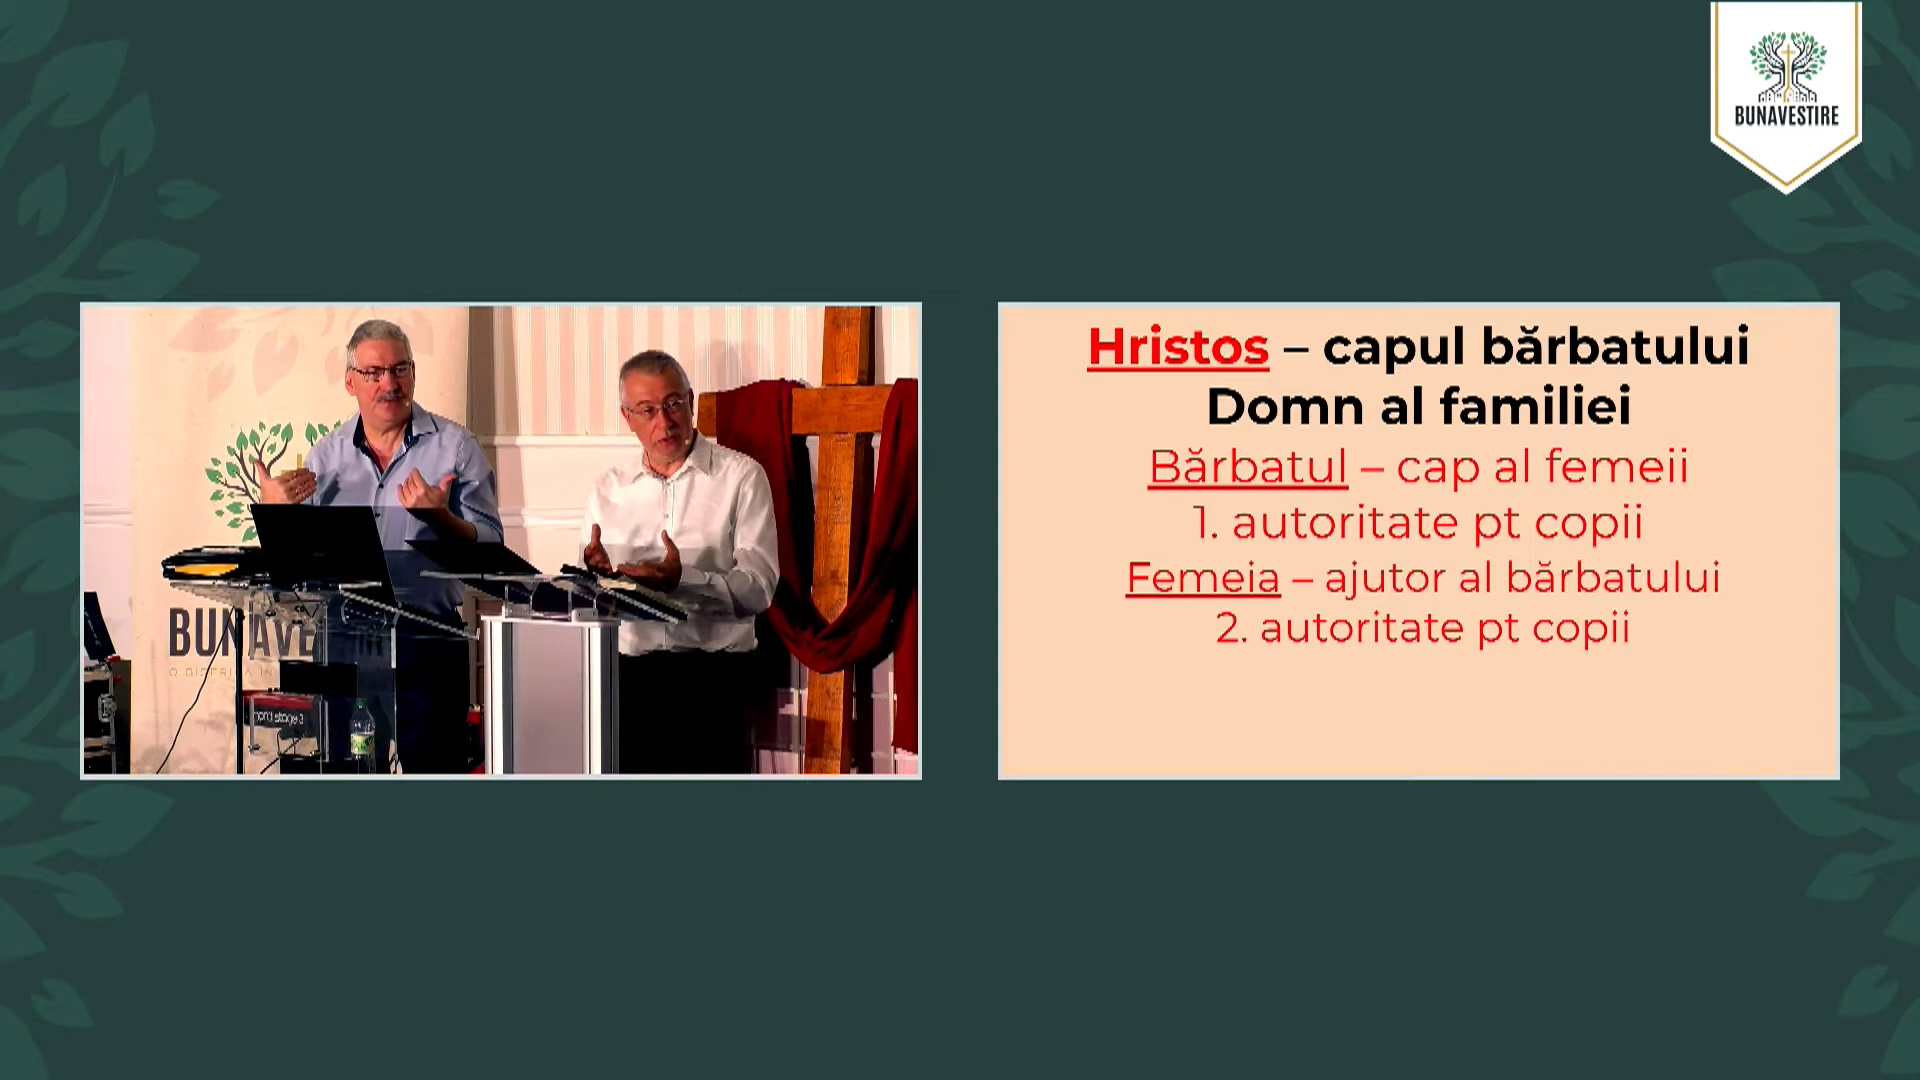 BUNAVESTIRE
Hristos – capul bărbatului
Domn al familiei
Bărbatul – cap al femeii
1. autoritate pt copii
Femeia – ajutor al bărbatului
2. autoritate pt copii
nord stage 3